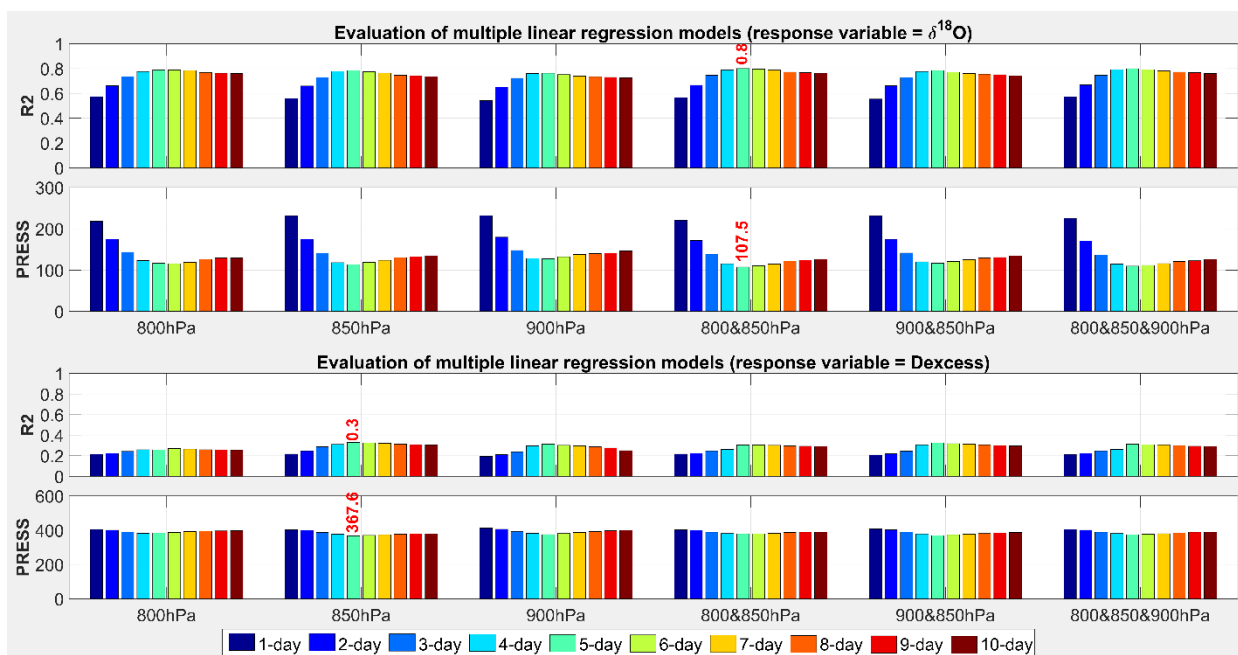 Evaluation of multiple linear regression models (response variable = δ¹⁸O)
R2
1
0.8
0.6
0.4
0.2
0
0.8
PRESS
300
200
100
0
107.5
800hPa 850hPa 900hPa 800&850hPa 900&850hPa 800&850&900hPa
Evaluation of multiple linear regression models (response variable = Dexcess)
R2
1
0.8
0.6
0.4
0.2
0
0.3
PRESS
600
400
200
0
367.6
800hPa 850hPa 900hPa 800&850hPa 900&850hPa 800&850&900hPa
1-day 2-day 3-day 4-day 5-day 6-day 7-day 8-day 9-day 10-day